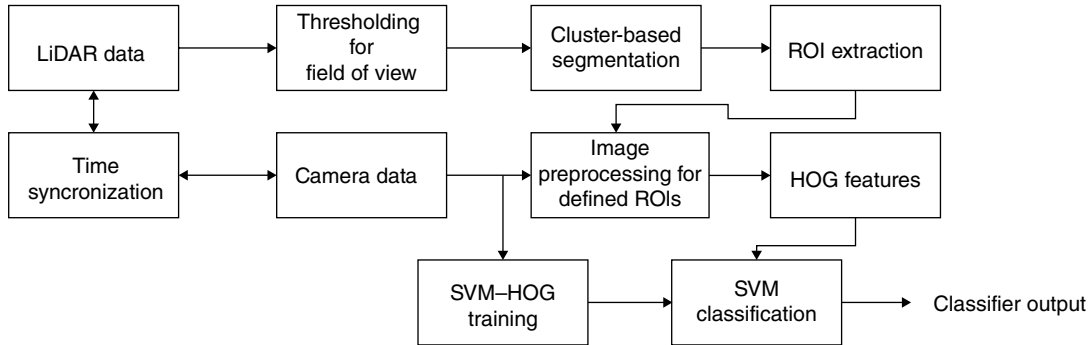 LiDAR data
Thresholding
for
field of view
Cluster-based
segmentation
ROI extraction
Time
syncronization
Camera data
Image
preprocessing for
defined ROIs
HOG features
SVM–HOG
training
SVM
classification
Classifier output